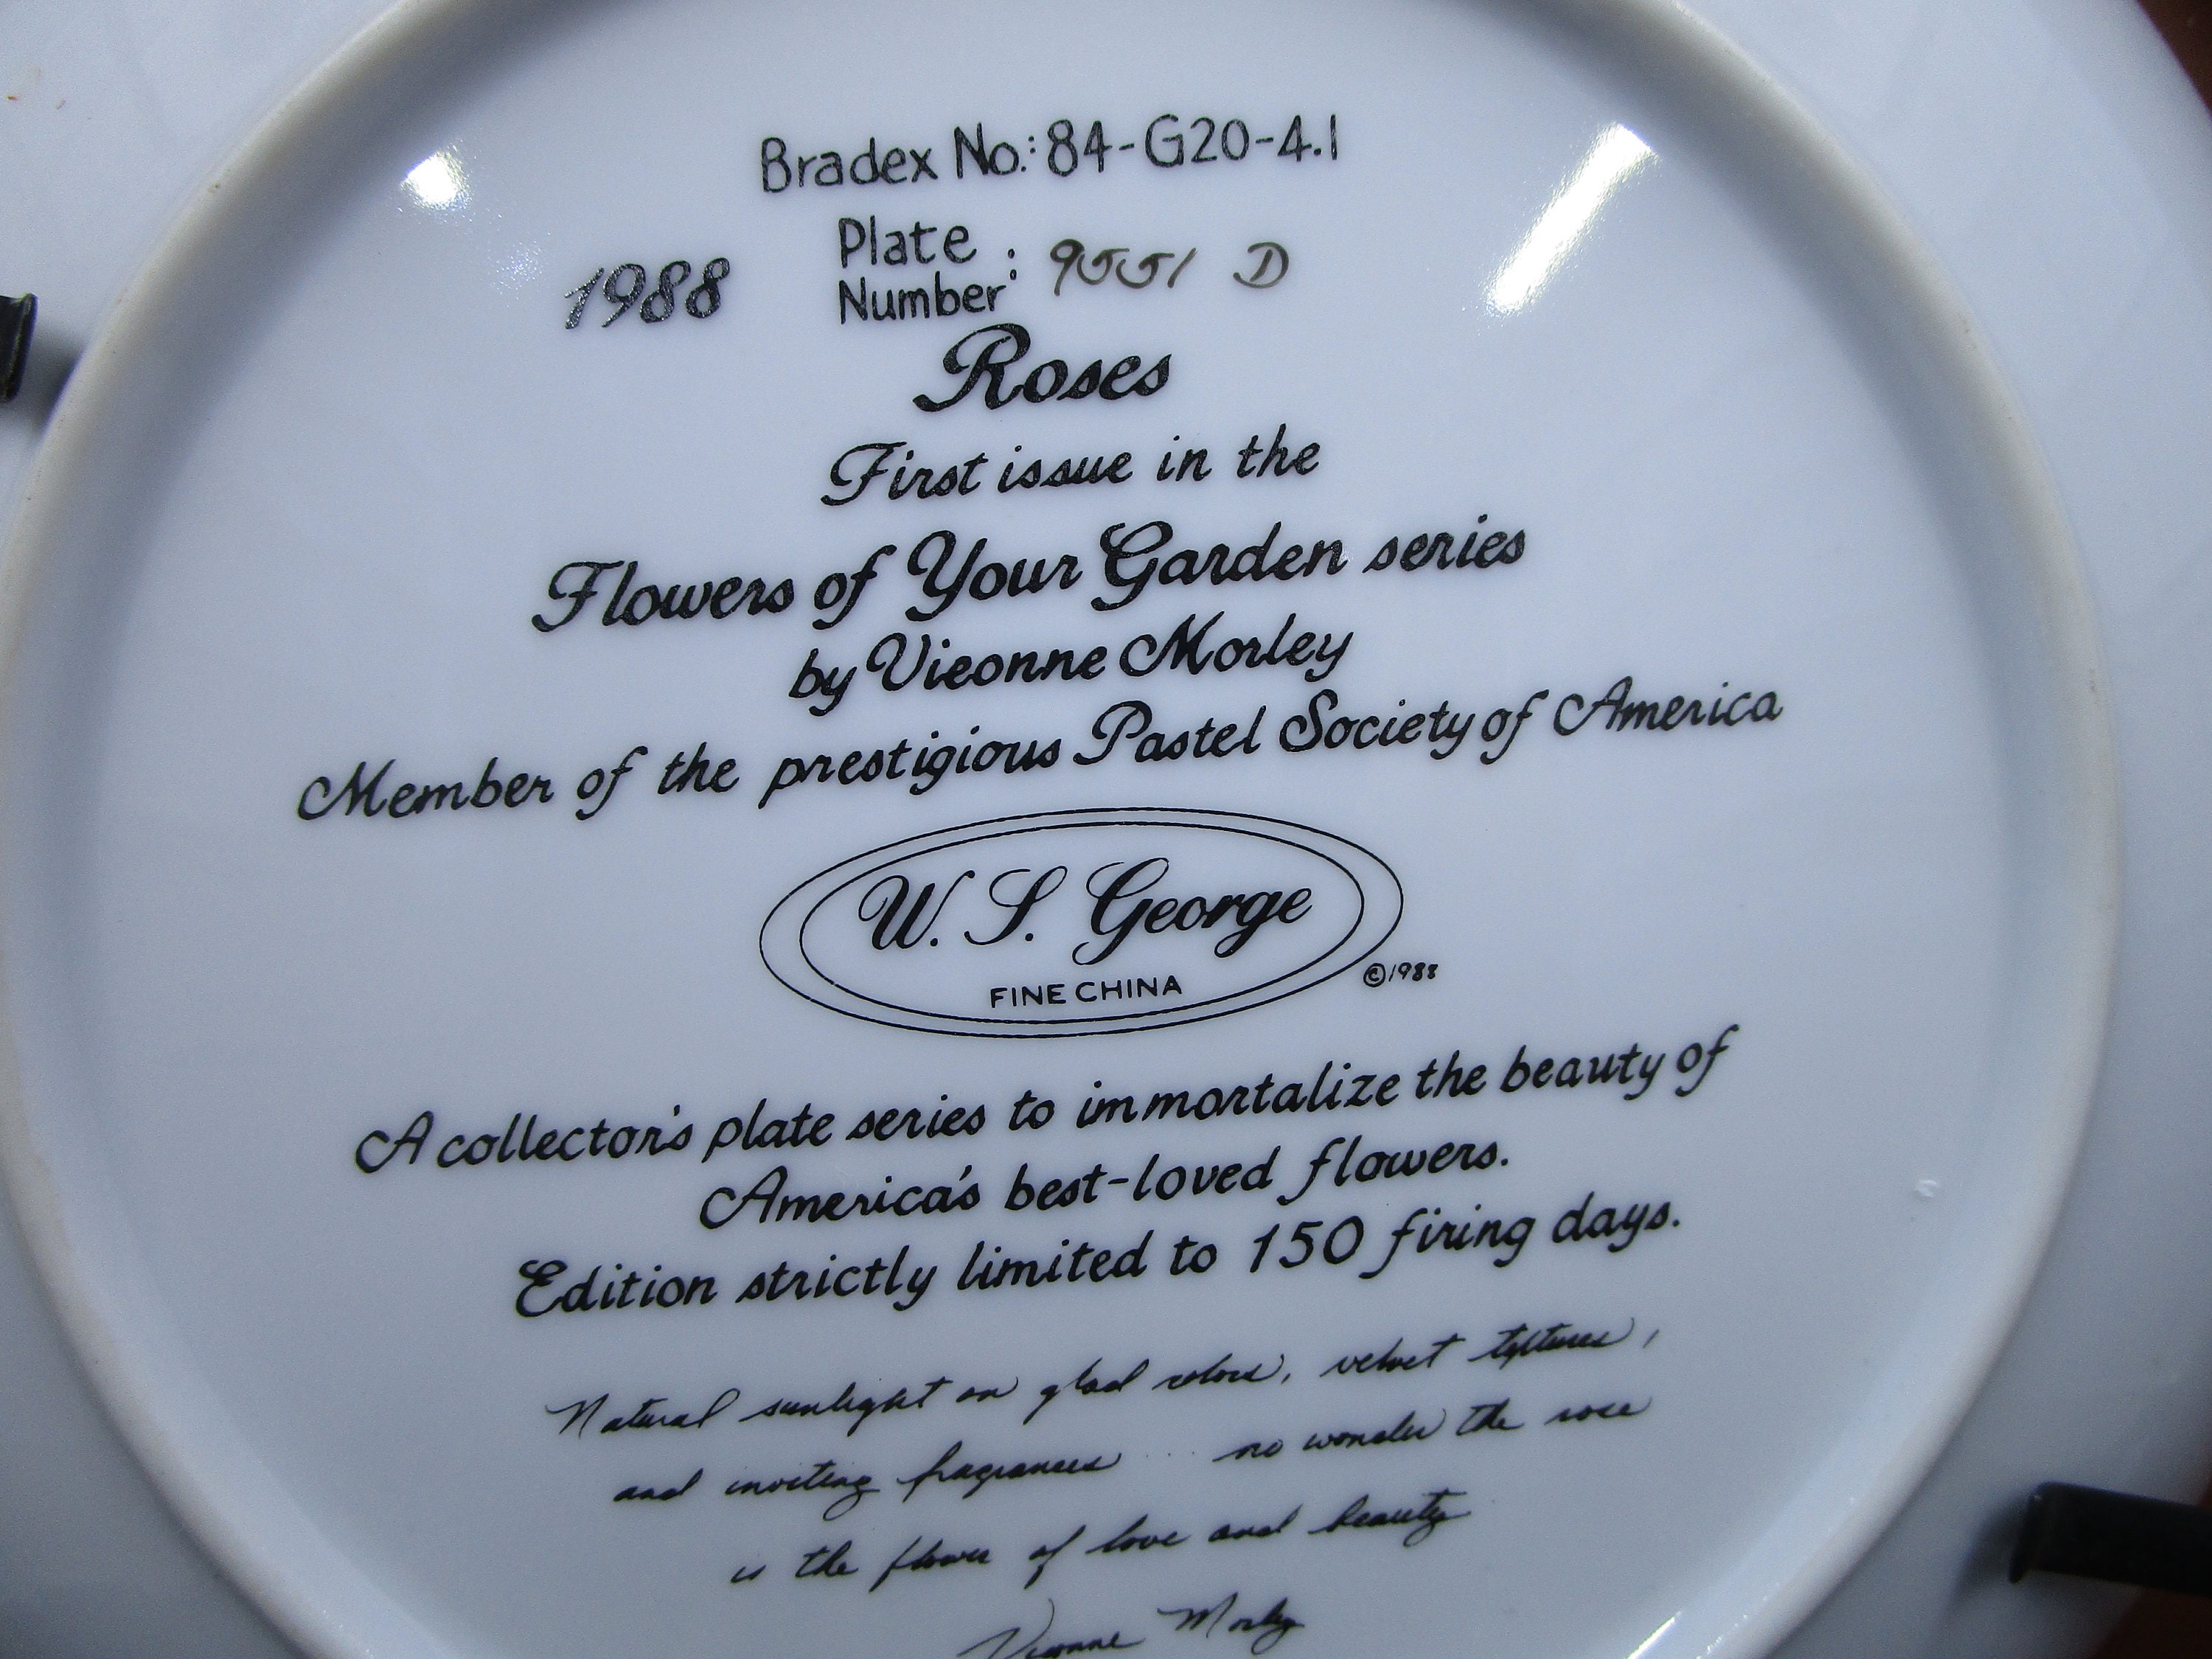 Bradex No.: 84-G20-4.1
1988 Plate Number: 9551 D
Roses
First issue in the
Flowers of Your Garden series
by Vieonne Morley
Member of the prestigious Pastel Society of America
W. S. George
FINE CHINA
©1988
A collector's plate series to immortalize the beauty of
America's best-loved flowers.
Edition strictly limited to 150 firing days.
Natural sunlight on glad colors, velvet textures,
and inviting fragrances ... no wonder the rose
is the flower of love and beauty
Vieonne Morley